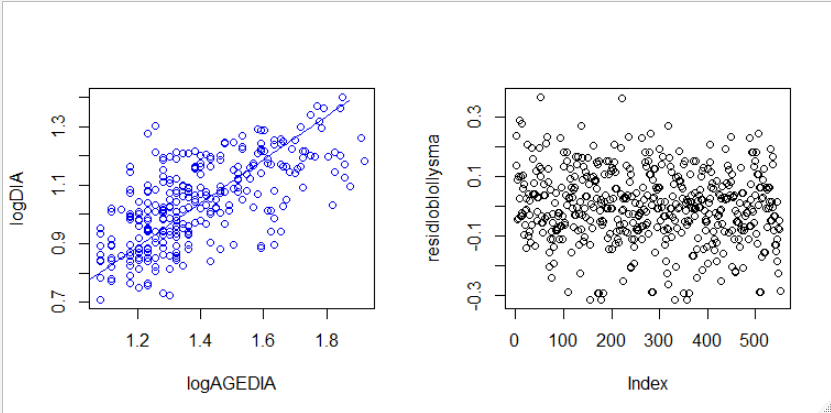 logDIA
0.7 0.9 1.1 1.3
1.2 1.4 1.6 1.8
logAGEDIA
residloblollysma
-0.3 -0.1 0.1 0.3
0 100 200 300 400 500
Index